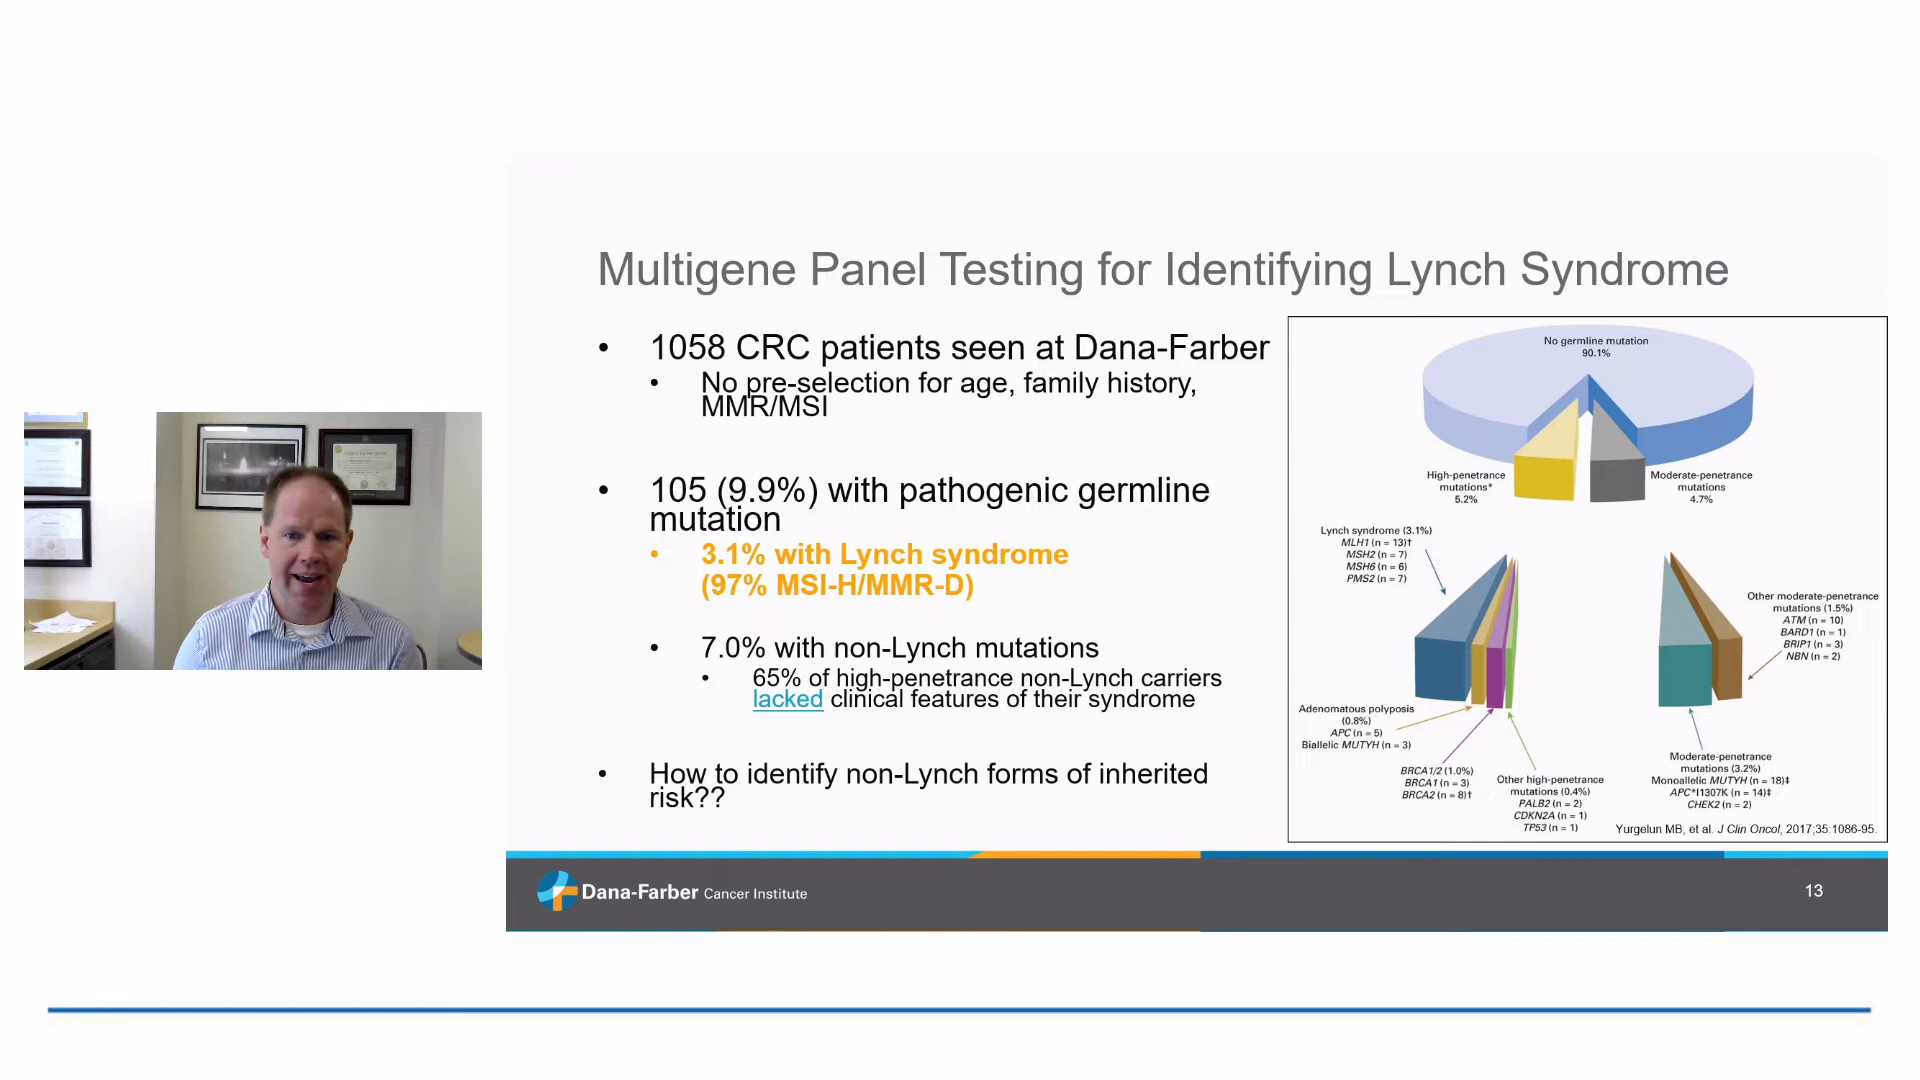 Multigene Panel Testing for Identifying Lynch Syndrome
• 1058 CRC patients seen at Dana-Farber
• No pre-selection for age, family history,
MMR/MSI
• 105 (9.9%) with pathogenic germline
mutation
• 3.1% with Lynch syndrome
(97% MSI-H/MMR-D)
• 7.0% with non-Lynch mutations
• 65% of high-penetrance non-Lynch carriers
lacked clinical features of their syndrome
• How to identify non-Lynch forms of inherited
risk??
No germline mutation
90.1%
High-penetrance
mutations*
5.2%
Moderate-penetrance
mutations
4.7%
Lynch syndrome (3.1%)
MLH1 (n = 13)†
MSH2 (n = 7)
MSH6 (n = 6)
PMS2 (n = 7)
Other moderate-penetrance
mutations (1.5%)
ATM (n = 10)
BARD1 (n = 1)
BRIP1 (n = 3)
NBN (n = 2)
Adenomatous polyposis
(0.8%)
APC (n = 5)
Biallelic MUTYH (n = 3)
BRCA1/2 (1.0%)
BRCA1 (n = 3)
BRCA2 (n = 8)†
Other high-penetrance
mutations (0.4%)
PALB2 (n = 2)
CDKN2A (n = 1)
TP53 (n = 1)
Moderate-penetrance
mutations (3.2%)
Monoallelic MUTYH (n = 18)‡
APC*I1307K (n = 14)‡
CHEK2 (n = 2)
Yurgelun MB, et al. J Clin Oncol, 2017;35:1086-95.
Dana-Farber Cancer Institute
13